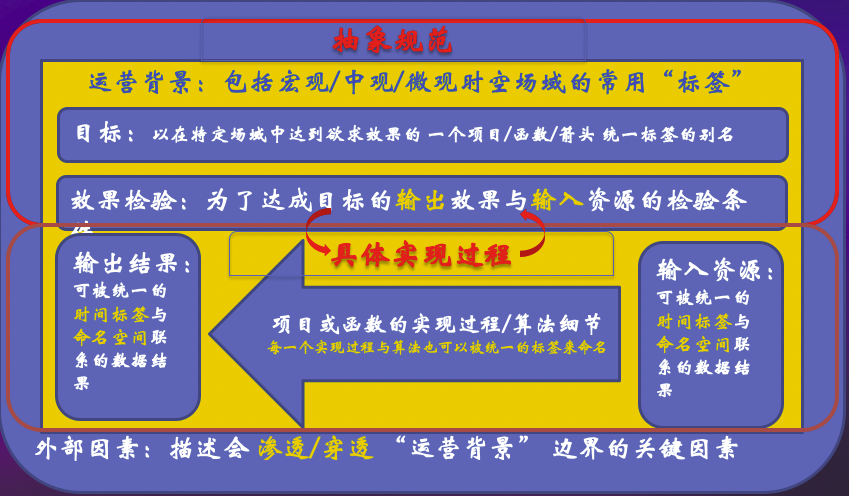 抽象规范
运营背景：包括宏观/中观/微观时空场域的常用“标签”
目标：以在特定场域中达到欲求效果的 一个项目/函数/箭头 统一标签的别名
效果检验：为了达成目标的输出效果与输入资源的检验条
具体实现过程
输出结果：
可被统一的
时间标签与
命名空间联
系的数据结
果
项目或函数的实现过程/算法细节
每一个实现过程与算法也可以被统一的标签来命名
输入资源：
可被统一的
时间标签与
命名空间联
系的数据结
果
外部因素：描述会 渗透/穿透 “运营背景” 边界的关键因素